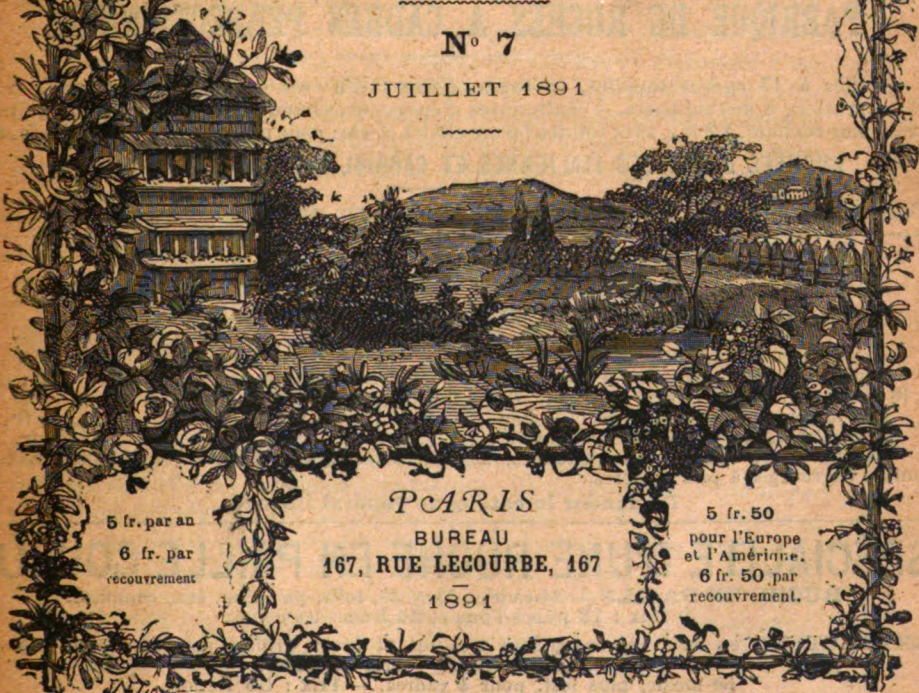 Nº 7
JUILLET 1891
5 fr. par an
6 fr. par
recouvrement
PARIS
BUREAU
167, RUE LECOURBE, 167
1891
5 fr. 50
pour l'Europe
et l'Amérique.
6 fr. 50 par
recouvrement.